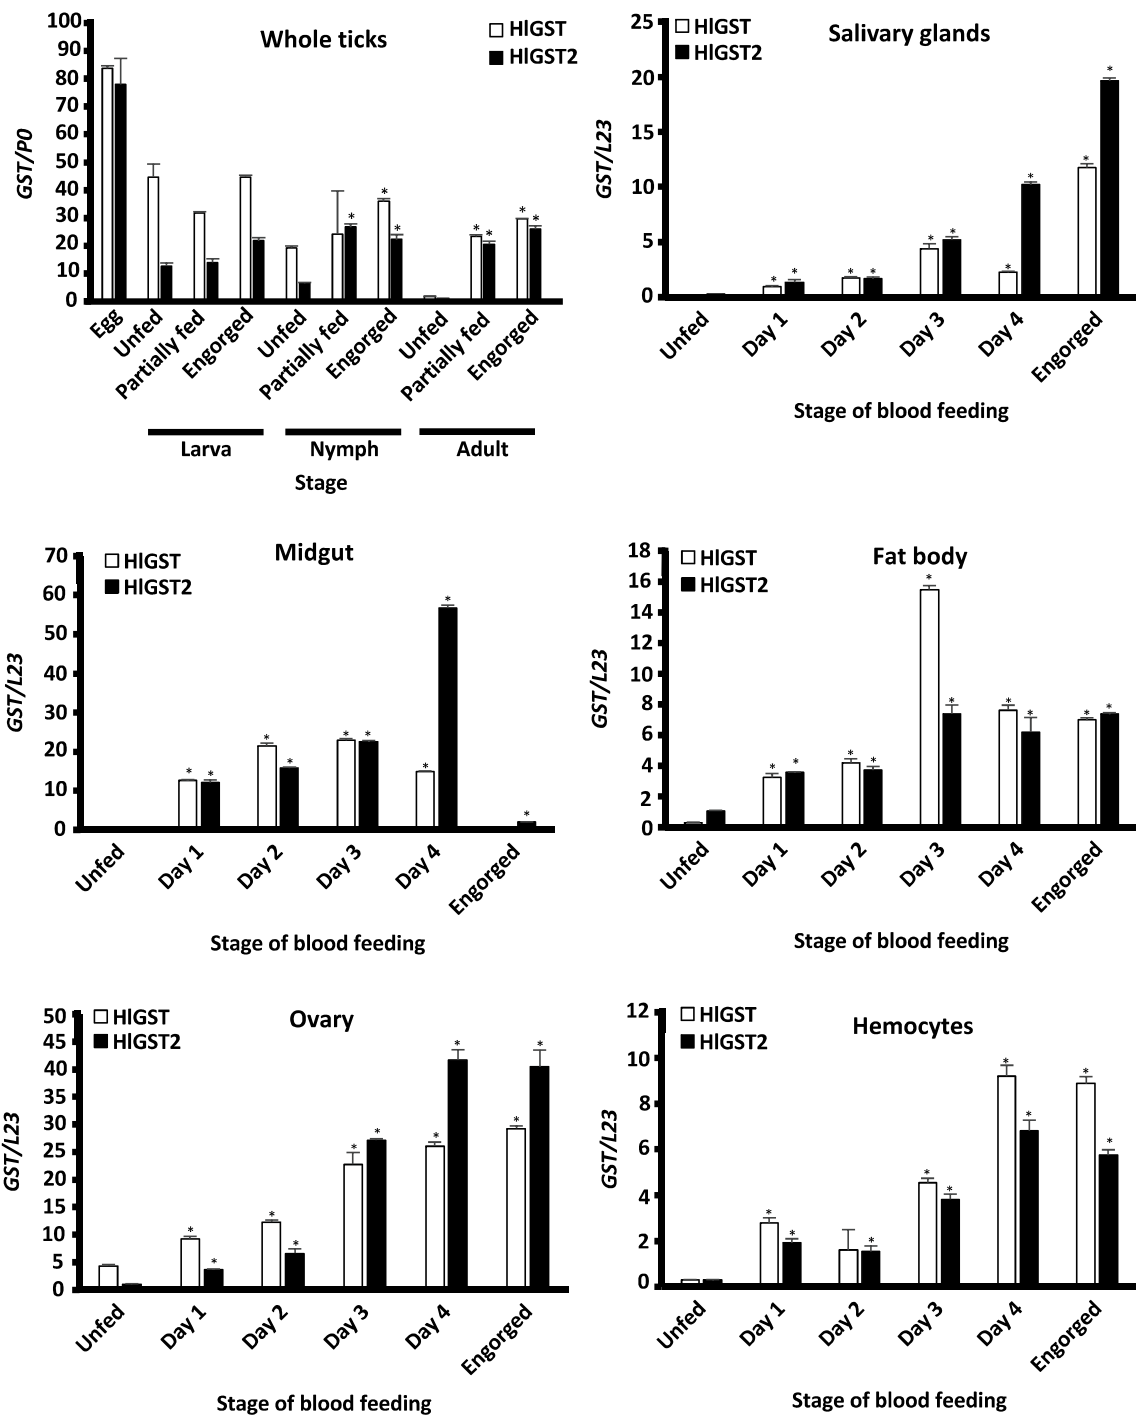 Whole ticks
HlGST
HlGST2
GST/P0
100
90
80
70
60
50
40
30
20
10
0
* * * * * * *
Egg
Unfed
Partially fed
Engorged
Unfed
Partially fed
Engorged
Unfed
Partially fed
Engorged
Larva
Nymph
Adult
Stage
Salivary glands
HlGST
HlGST2
GST/L23
25
20
15
10
5
0
* * * * * * * * * *
Unfed
Day 1
Day 2
Day 3
Day 4
Engorged
Stage of blood feeding
Midgut
HlGST
HlGST2
GST/L23
70
60
50
40
30
20
10
0
* * * * * * * * *
Unfed
Day 1
Day 2
Day 3
Day 4
Engorged
Stage of blood feeding
Fat body
HlGST
HlGST2
GST/L23
18
16
14
12
10
8
6
4
2
0
* * * * * * * * * *
Unfed
Day 1
Day 2
Day 3
Day 4
Engorged
Stage of blood feeding
Ovary
HlGST
HlGST2
GST/L23
50
45
40
35
30
25
20
15
10
5
0
* * * * * * * * * *
Unfed
Day 1
Day 2
Day 3
Day 4
Engorged
Stage of blood feeding
Hemocytes
HlGST
HlGST2
GST/L23
12
10
8
6
4
2
0
* * * * * * * * *
Unfed
Day 1
Day 2
Day 3
Day 4
Engorged
Stage of blood feeding